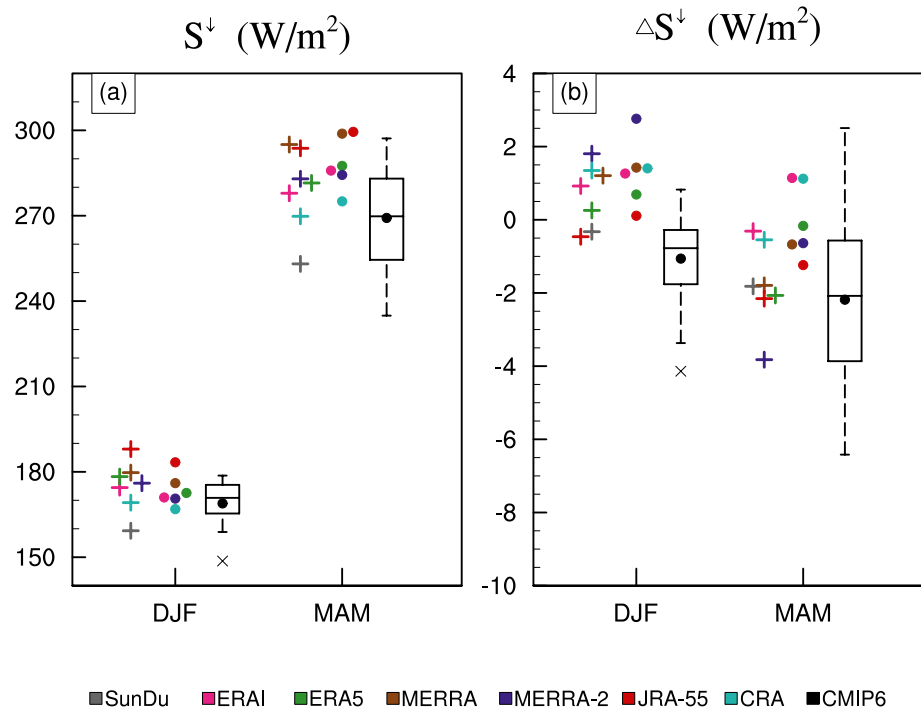 S↓ (W/m²)
△S↓ (W/m²)
(a)
300
270
240
210
180
150
DJF
MAM
(b)
4
2
0
-2
-4
-6
-8
-10
DJF
MAM
SunDu ERAI ERA5 MERRA MERRA-2 JRA-55 CRA CMIP6